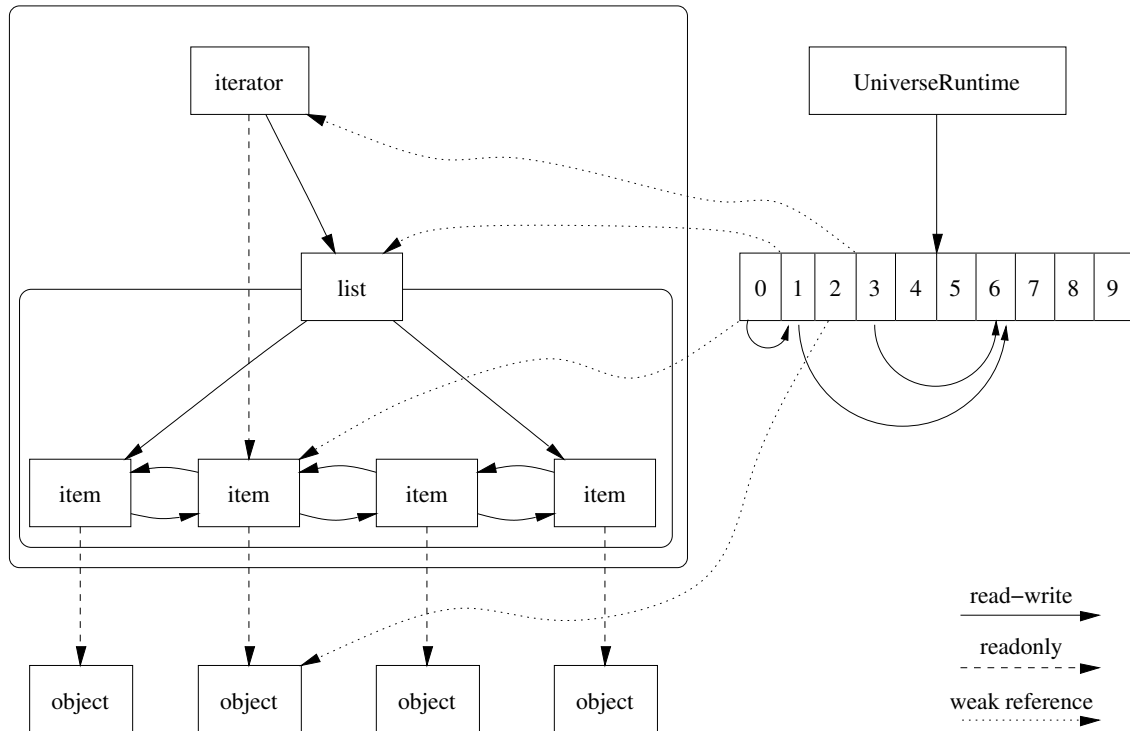 iterator
UniverseRuntime
list
0 1 2 3 4 5 6 7 8 9
item item item item
read−write
readonly
object object object object
weak reference